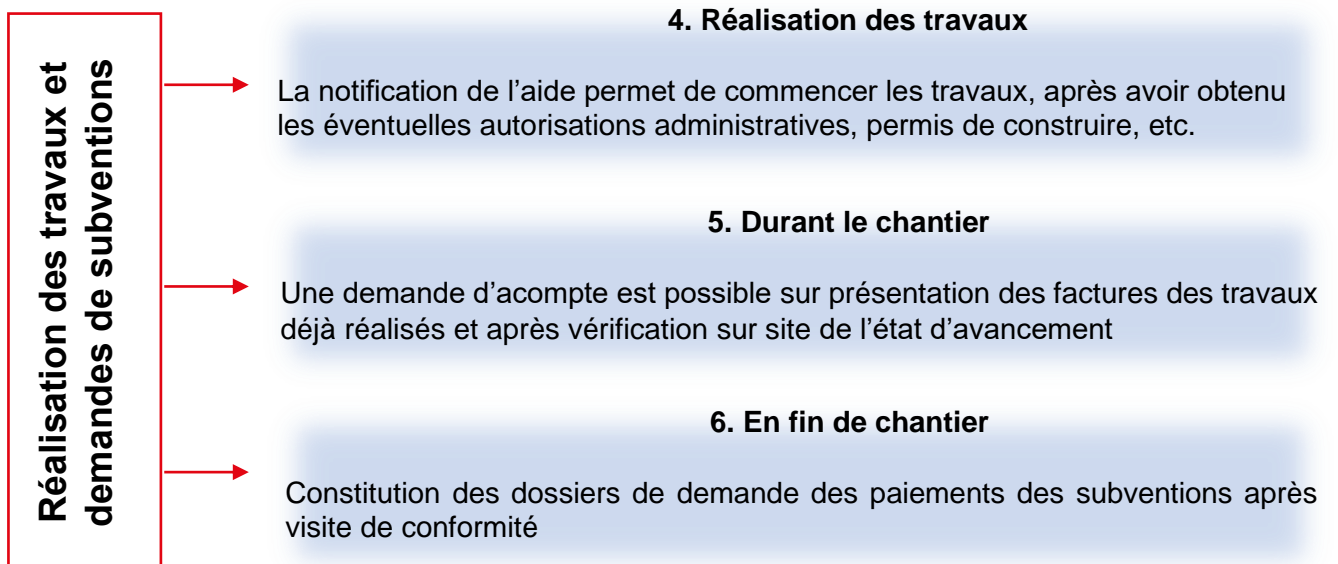 Réalisation des travaux et
demandes de subventions
4. Réalisation des travaux
La notification de l’aide permet de commencer les travaux, après avoir obtenu
les éventuelles autorisations administratives, permis de construire, etc.
5. Durant le chantier
Une demande d’acompte est possible sur présentation des factures des travaux
déjà réalisés et après vérification sur site de l’état d’avancement
6. En fin de chantier
Constitution des dossiers de demande des paiements des subventions après
visite de conformité